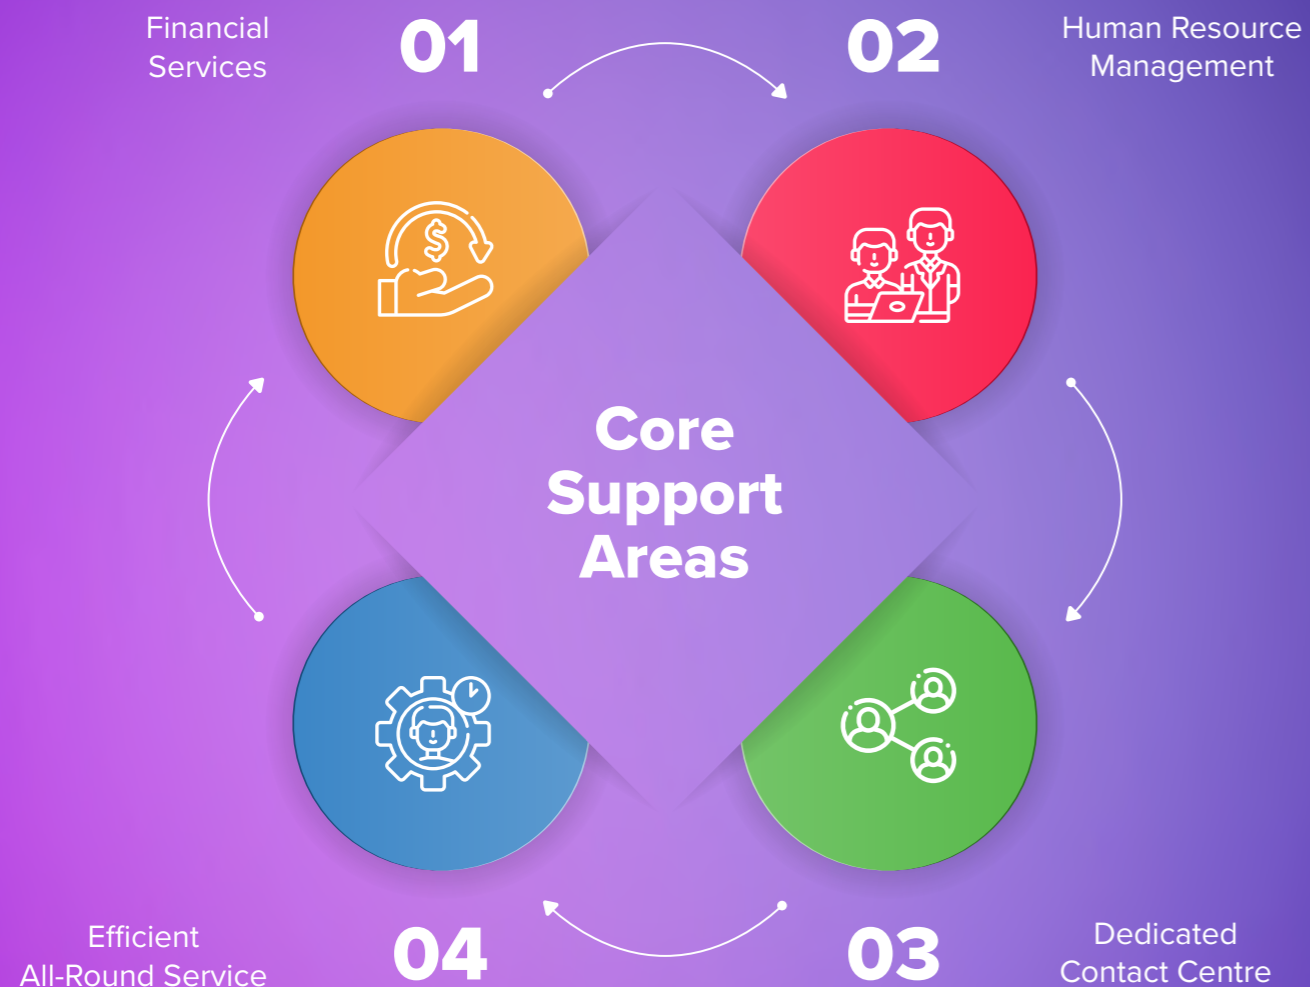 Financial
Services
01
02
Human Resource
Management
$
Core
Support
Areas
Efficient
All-Round Service
04
03
Dedicated
Contact Centre